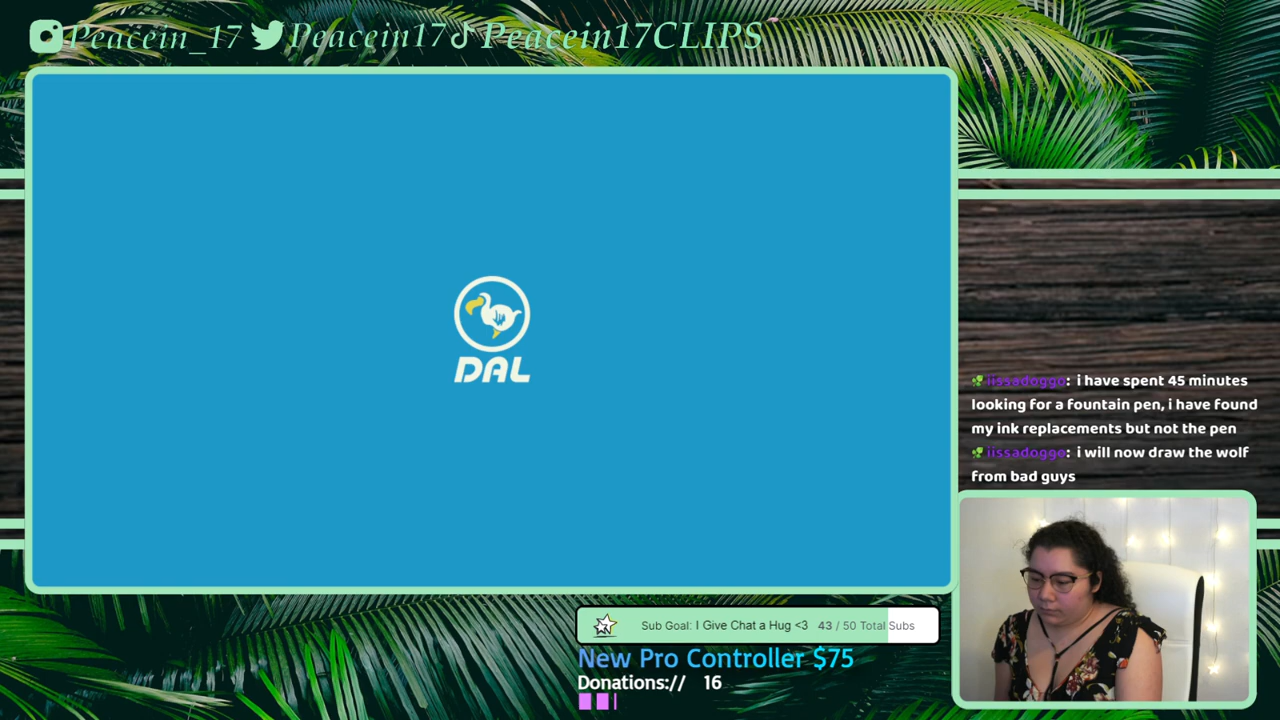 Peacein_17 Peacein17 Peacein17CLIPS
DAL
iissadoggo: i have spent 45 minutes
looking for a fountain pen, i have found
my ink replacements but not the pen
iissadoggo: i will now draw the wolf
from bad guys
Sub Goal: I Give Chat a Hug <3 43 / 50 Total Subs
New Pro Controller $75
Donations:// 16